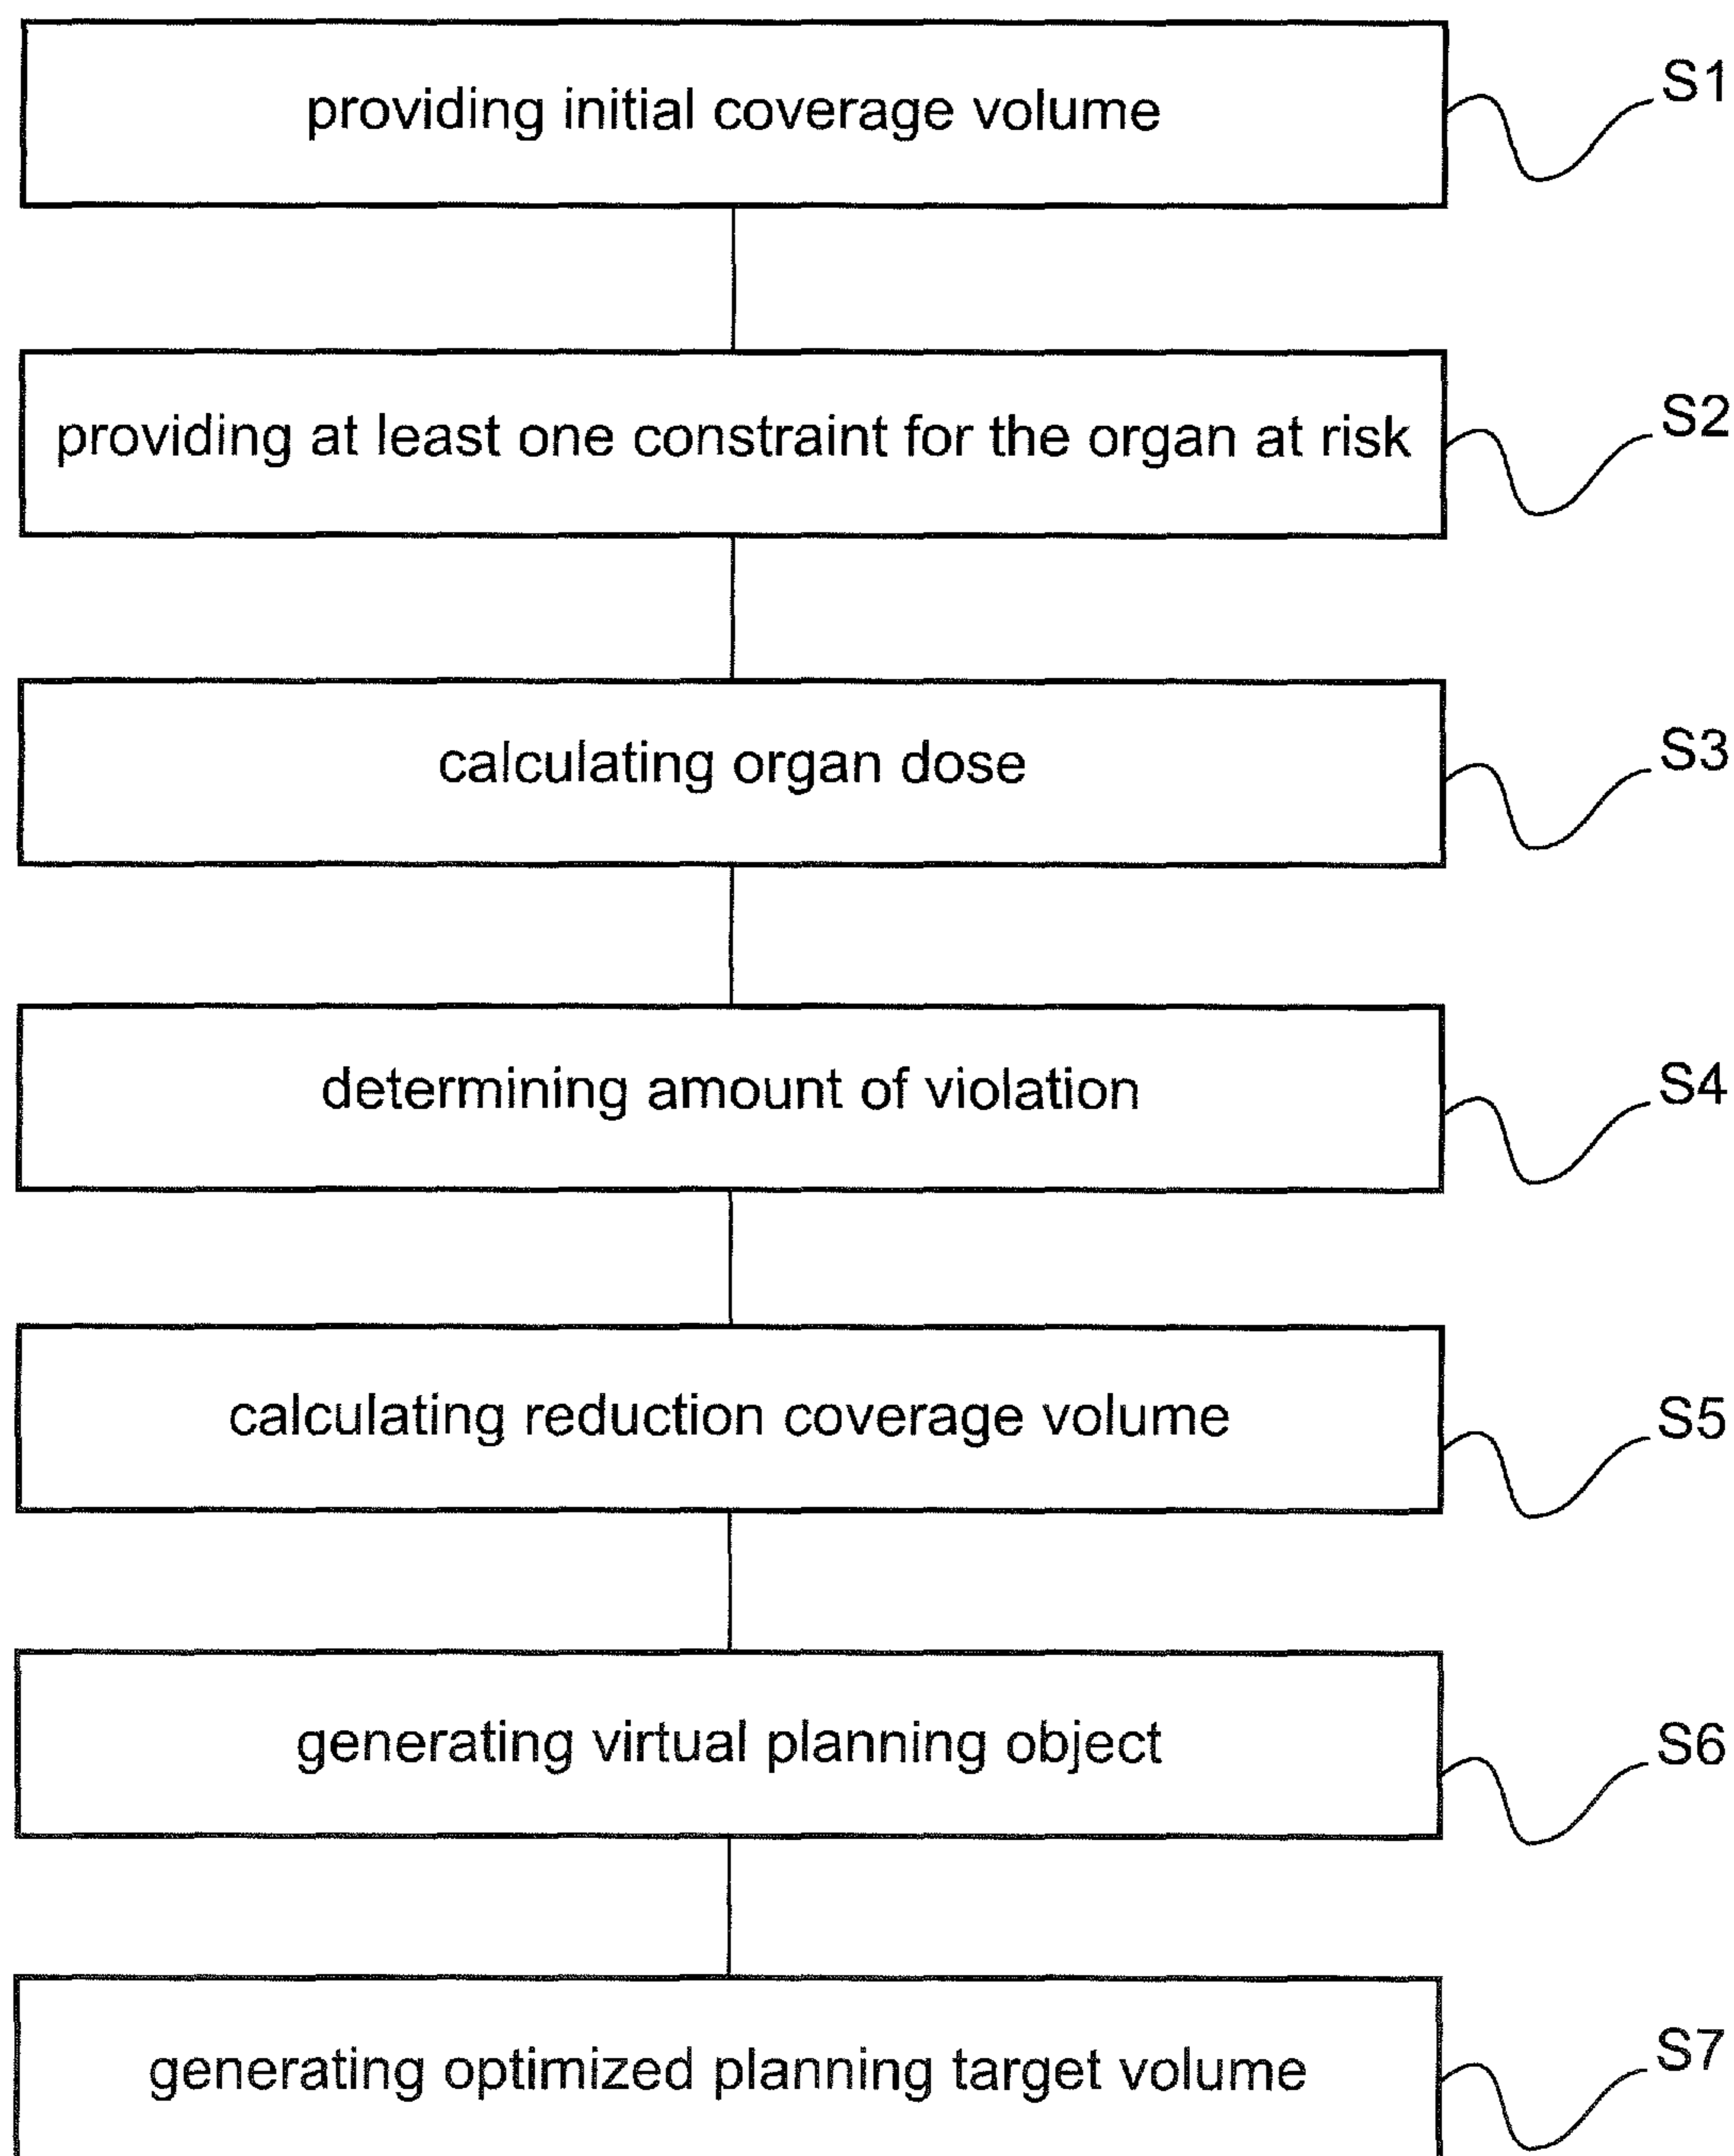 providing initial coverage volume S1
providing at least one constraint for the organ at risk S2
calculating organ dose S3
determining amount of violation S4
calculating reduction coverage volume S5
generating virtual planning object S6
generating optimized planning target volume S7